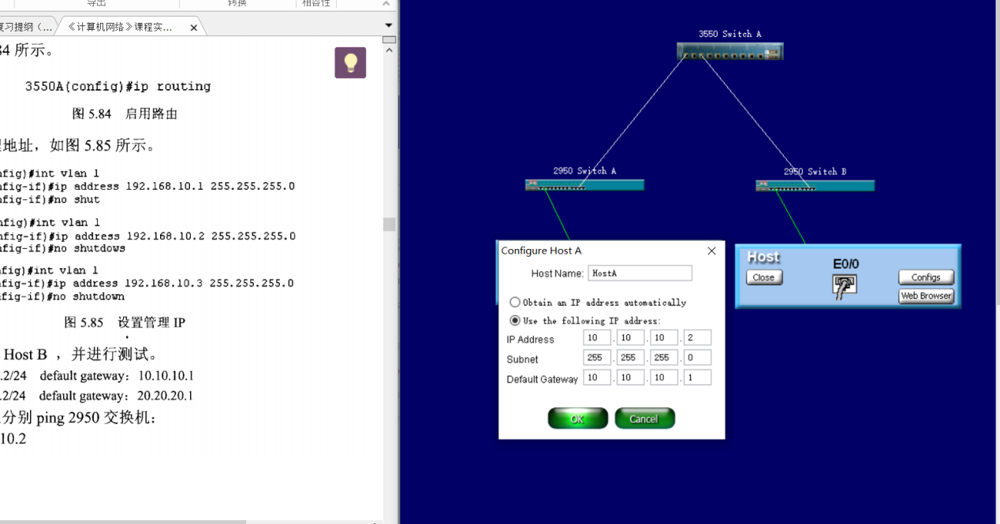 导出
转换
相容性
复习提纲（...
《计算机网络》课程实...
84 所示。
3550A(config)#ip routing
图 5.84 启用路由
理地址，如图 5.85 所示。
nfig)#int vlan 1
nfig-if)#ip address 192.168.10.1 255.255.255.0
nfig-if)#no shut
nfig)#int vlan 1
nfig-if)#ip address 192.168.10.2 255.255.255.0
nfig-if)#no shutdows
nfig)#int vlan 1
fig-if)#ip address 192.168.10.3 255.255.255.0
fig-if)#no shutdown
图 5.85 设置管理 IP
Host B ，并进行测试。
.2/24 default gateway：10.10.10.1
.2/24 default gateway：20.20.20.1
分别 ping 2950 交换机：
10.2
3550 Switch A
2950 Switch A
2950 Switch B
Configure Host A
Host Name: HostA
Obtain an IP address automatically
Use the following IP address:
IP Address 10 . 10 . 10 . 2
Subnet 255 . 255 . 255 . 0
Default Gateway 10 . 10 . 10 . 1
OK Cancel
Host
E0/0
Close
Configs
Web Browser